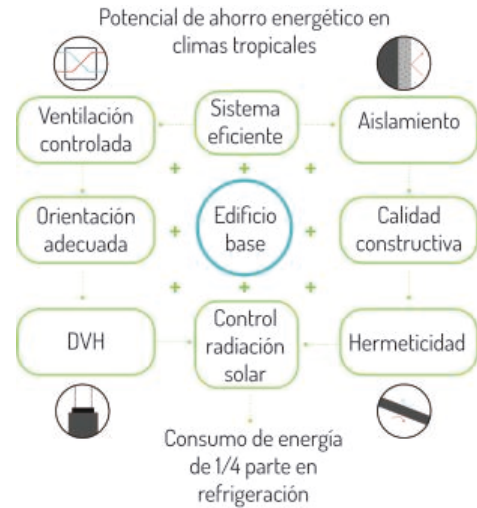 Potencial de ahorro energético en
climas tropicales
Ventilación
controlada
Sistema
eficiente
Aislamiento
+ + +
Orientación
adecuada
+
Edificio
base
+
Calidad
constructiva
+ + +
DVH
Control
radiación
solar
Hermeticidad
Consumo de energía
de 1/4 parte en
refrigeración